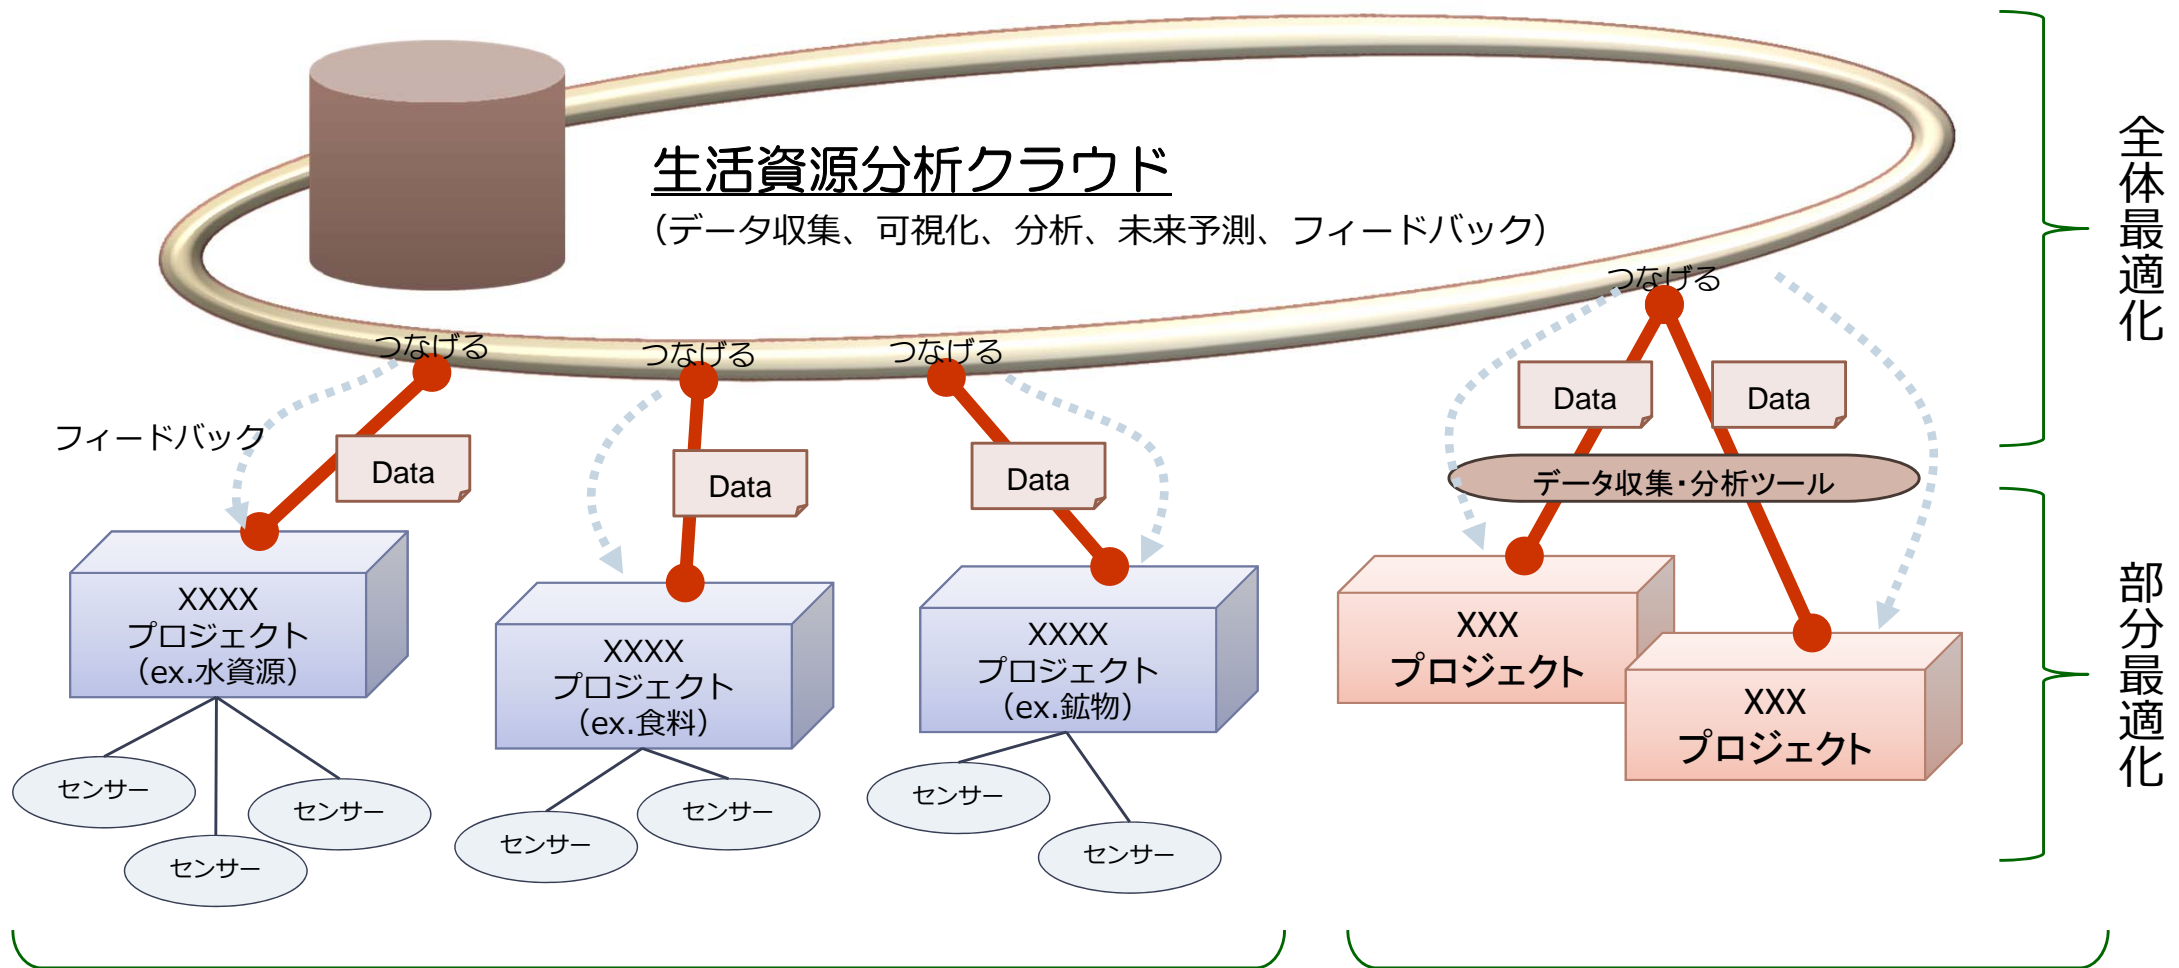 生活資源分析クラウド
（データ収集、可視化、分析、未来予測、フィードバック）
全体最適化
つなげる
つなげる
つなげる
つなげる
フィードバック
Data
Data
Data
Data
Data
データ収集・分析ツール
XXXX
プロジェクト
（ex.水資源）
XXXX
プロジェクト
（ex.食料）
XXXX
プロジェクト
（ex.鉱物）
XXX
プロジェクト
XXX
プロジェクト
部分最適化
センサー
センサー
センサー
センサー
センサー
センサー
センサー